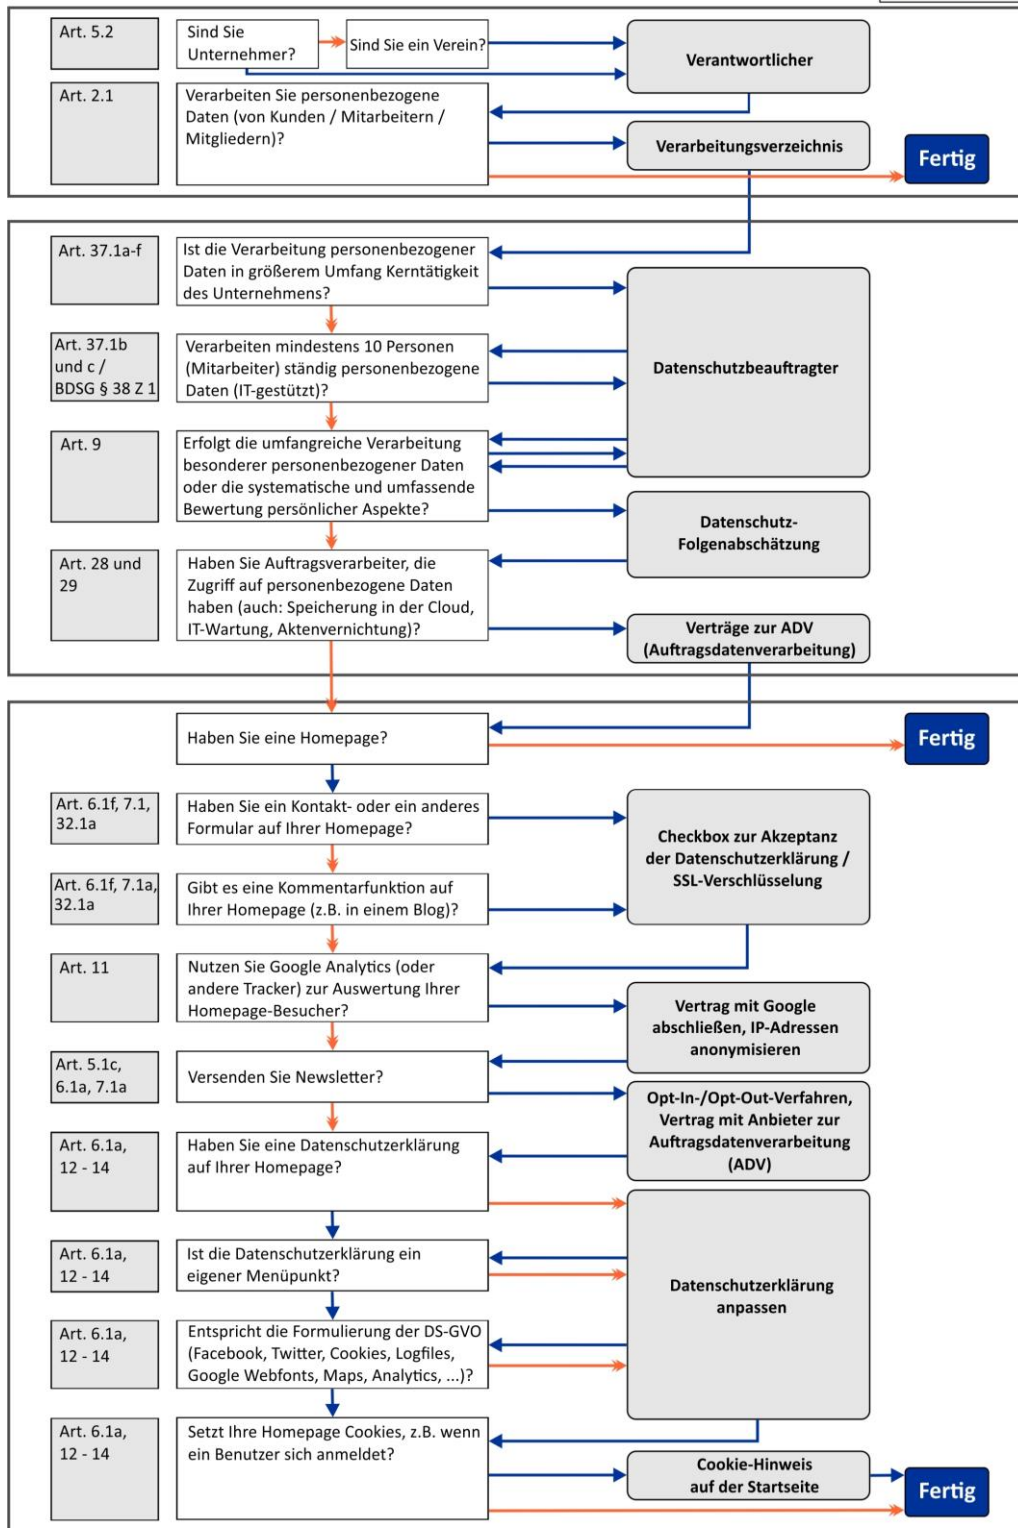 Art. 5.2
Sind Sie
Unternehmer?
Sind Sie ein Verein?
Verantwortlicher
Art. 2.1
Verarbeiten Sie personenbezogene
Daten (von Kunden / Mitarbeitern /
Mitgliedern)?
Verarbeitungsverzeichnis
Fertig
Art. 37.1a-f
Ist die Verarbeitung personenbezogener
Daten in größerem Umfang Kerntätigkeit
des Unternehmens?
Art. 37.1b
und c /
BDSG § 38 Z 1
Verarbeiten mindestens 10 Personen
(Mitarbeiter) ständig personenbezogene
Daten (IT-gestützt)?
Datenschutzbeauftragter
Art. 9
Erfolgt die umfangreiche Verarbeitung
besonderer personenbezogener Daten
oder die systematische und umfassende
Bewertung persönlicher Aspekte?
Datenschutz-
Folgenabschätzung
Art. 28 und
29
Haben Sie Auftragsverarbeiter, die
Zugriff auf personenbezogene Daten
haben (auch: Speicherung in der Cloud,
IT-Wartung, Aktenvernichtung)?
Verträge zur ADV
(Auftragsdatenverarbeitung)
Haben Sie eine Homepage?
Fertig
Art. 6.1f, 7.1,
32.1a
Haben Sie ein Kontakt- oder ein anderes
Formular auf Ihrer Homepage?
Checkbox zur Akzeptanz
der Datenschutzerklärung /
SSL-Verschlüsselung
Art. 6.1f, 7.1a,
32.1a
Gibt es eine Kommentarfunktion auf
Ihrer Homepage (z.B. in einem Blog)?
Art. 11
Nutzen Sie Google Analytics (oder
andere Tracker) zur Auswertung Ihrer
Homepage-Besucher?
Vertrag mit Google
abschließen, IP-Adressen
anonymisieren
Art. 5.1c,
6.1a, 7.1a
Versenden Sie Newsletter?
Opt-In-/Opt-Out-Verfahren,
Vertrag mit Anbieter zur
Auftragsdatenverarbeitung
(ADV)
Art. 6.1a,
12 - 14
Haben Sie eine Datenschutzerklärung
auf Ihrer Homepage?
Art. 6.1a,
12 - 14
Ist die Datenschutzerklärung ein
eigener Menüpunkt?
Datenschutzerklärung
anpassen
Art. 6.1a,
12 - 14
Entspricht die Formulierung der DS-GVO
(Facebook, Twitter, Cookies, Logfiles,
Google Webfonts, Maps, Analytics, ...)?
Art. 6.1a,
12 - 14
Setzt Ihre Homepage Cookies, z.B. wenn
ein Benutzer sich anmeldet?
Cookie-Hinweis
auf der Startseite
Fertig